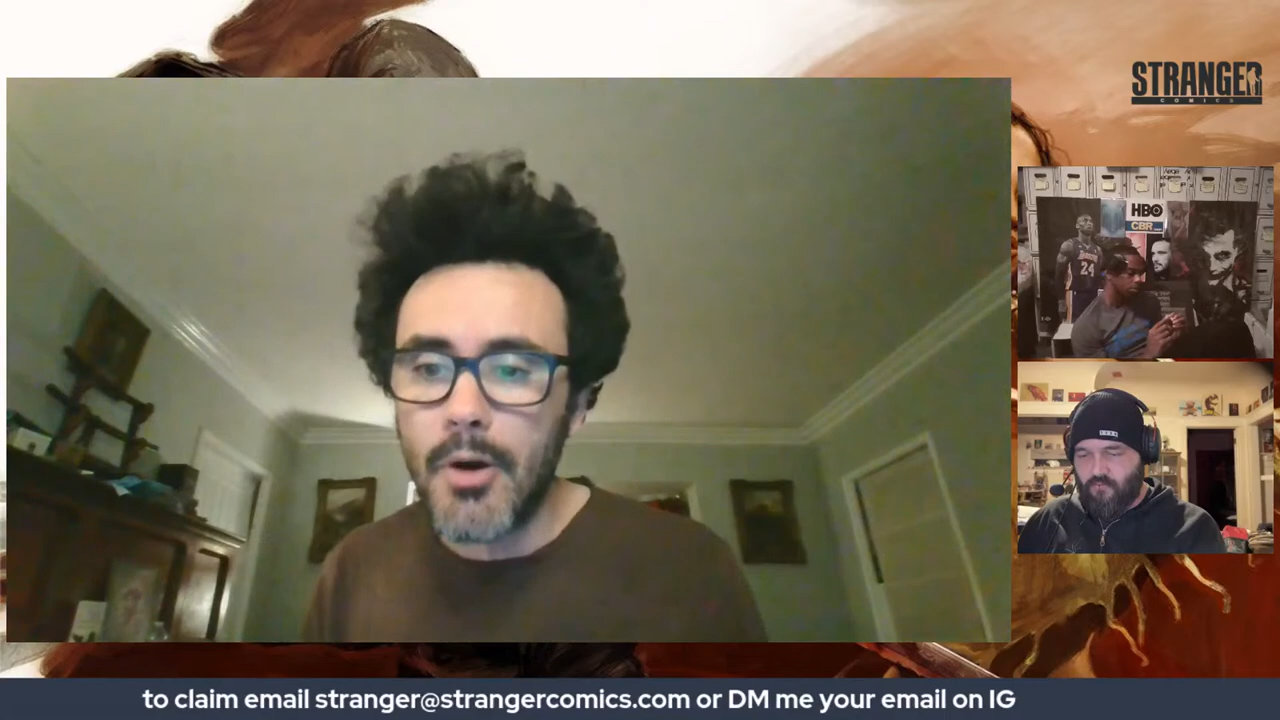 STRANGER
COMICS
HBO
CBR
24
to claim email stranger@strangercomics.com or DM me your email on IG